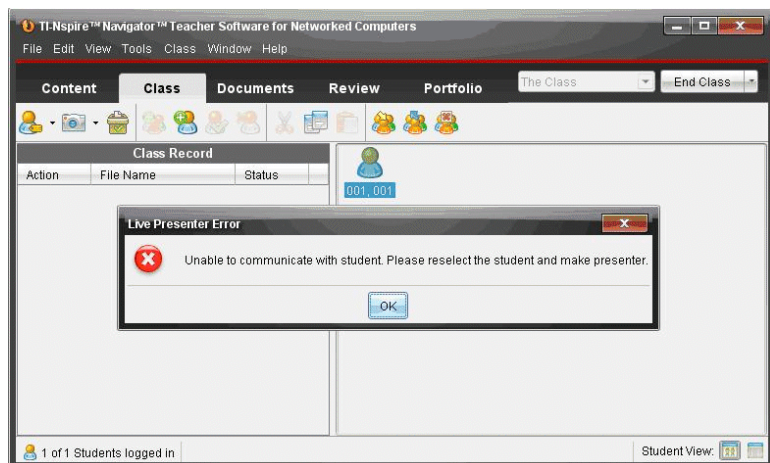 TI-Nspire™ Navigator™ Teacher Software for Networked Computers
File Edit View Tools Class Window Help
Content Class Documents Review Portfolio The Class End Class
Class Record
Action File Name Status
001, 001
Live Presenter Error
Unable to communicate with student. Please reselect the student and make presenter.
OK
1 of 1 Students logged in
Student View: